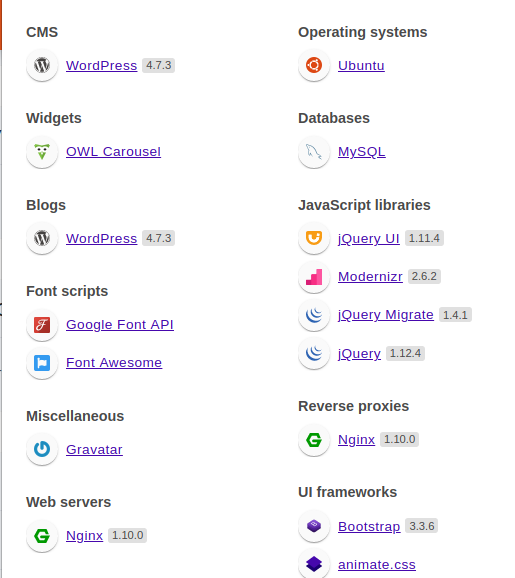 CMS
WordPress 4.7.3
Widgets
OWL Carousel
Blogs
WordPress 4.7.3
Font scripts
Google Font API
Font Awesome
Miscellaneous
Gravatar
Web servers
Nginx 1.10.0
Operating systems
Ubuntu
Databases
MySQL
JavaScript libraries
jQuery UI 1.11.4
Modernizr 2.6.2
jQuery Migrate 1.4.1
jQuery 1.12.4
Reverse proxies
Nginx 1.10.0
UI frameworks
Bootstrap 3.3.6
animate.css